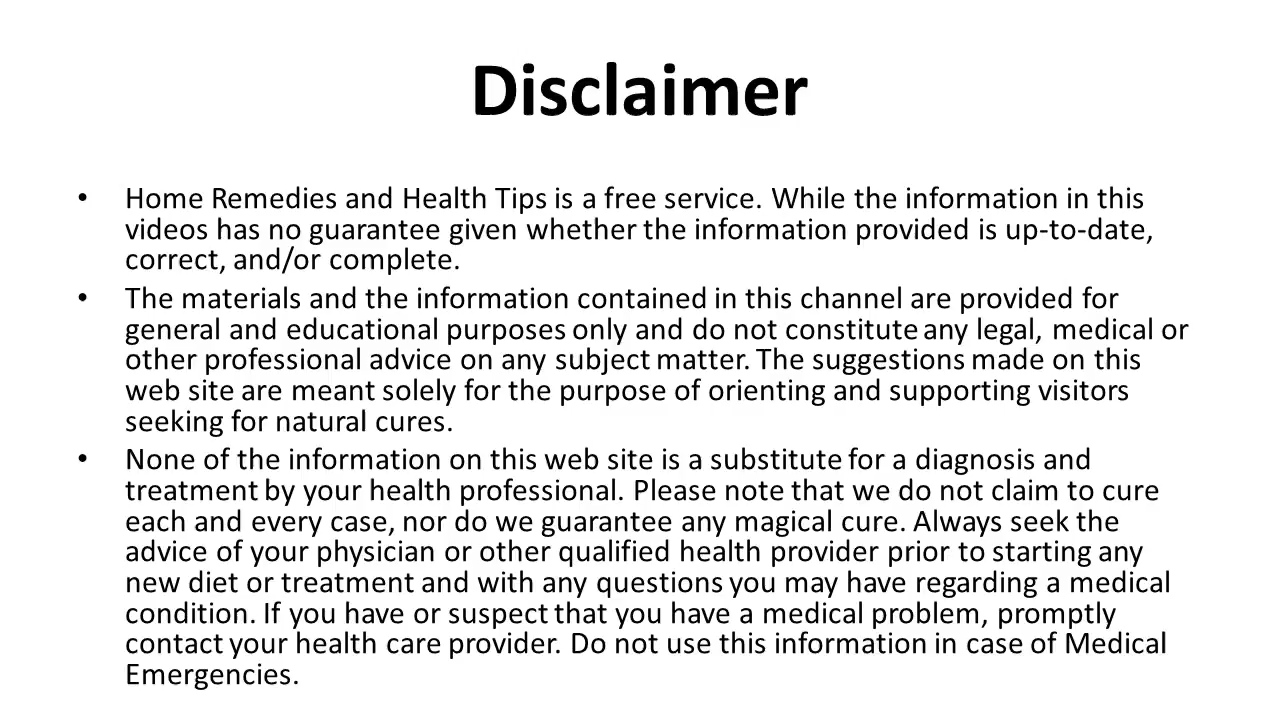 Disclaimer
• Home Remedies and Health Tips is a free service. While the information in this
videos has no guarantee given whether the information provided is up-to-date,
correct, and/or complete.
• The materials and the information contained in this channel are provided for
general and educational purposes only and do not constitute any legal, medical or
other professional advice on any subject matter. The suggestions made on this
web site are meant solely for the purpose of orienting and supporting visitors
seeking for natural cures.
• None of the information on this web site is a substitute for a diagnosis and
treatment by your health professional. Please note that we do not claim to cure
each and every case, nor do we guarantee any magical cure. Always seek the
advice of your physician or other qualified health provider prior to starting any
new diet or treatment and with any questions you may have regarding a medical
condition. If you have or suspect that you have a medical problem, promptly
contact your health care provider. Do not use this information in case of Medical
Emergencies.